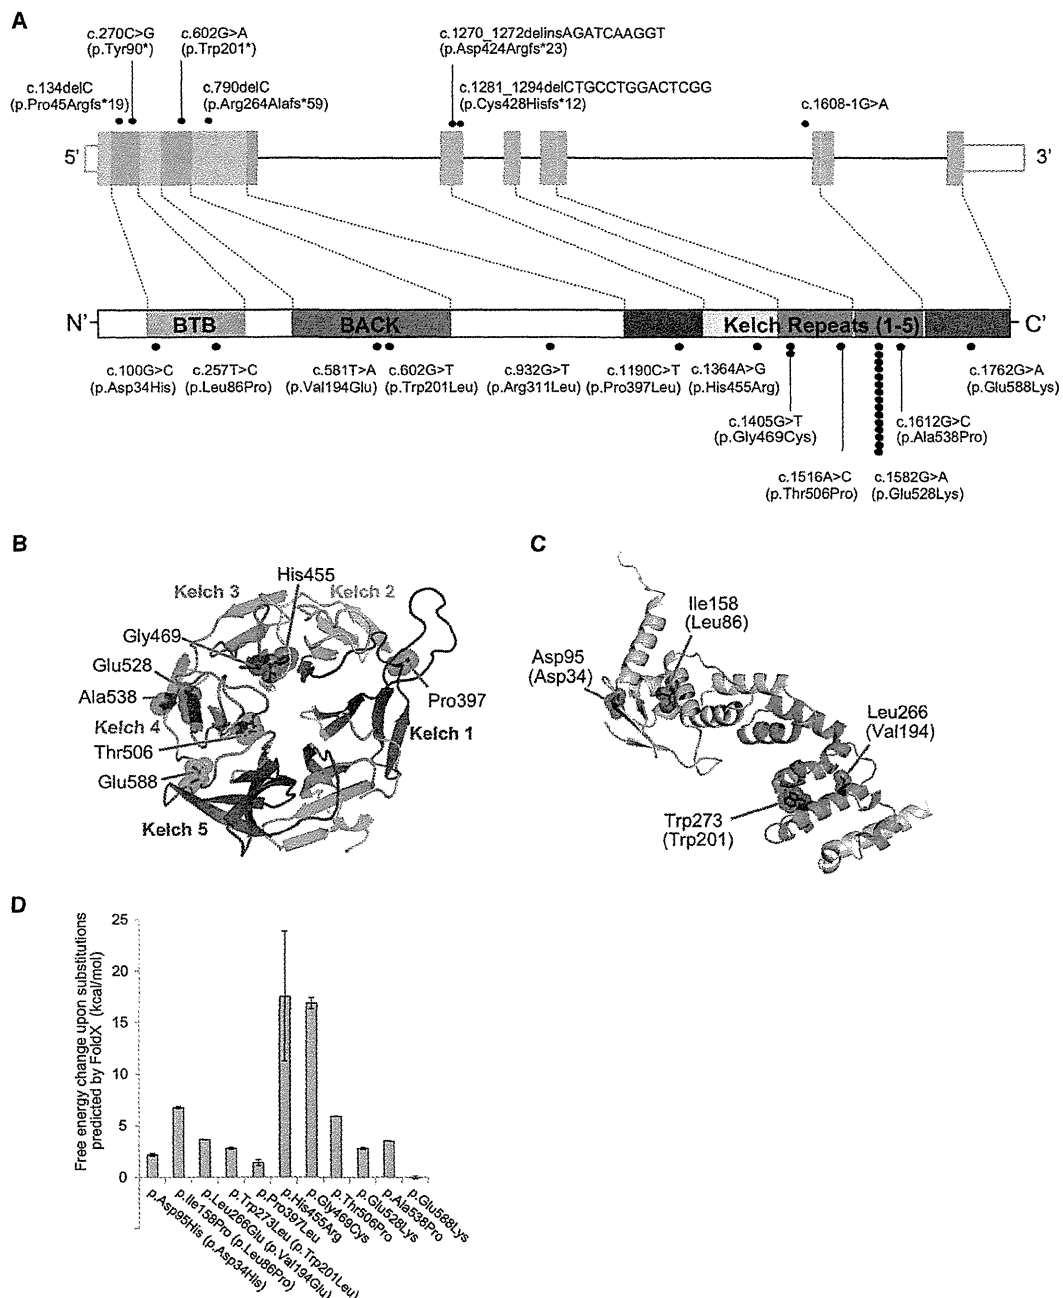 A
c.270C>G
(p.Tyr90*)
c.602G>A
(p.Trp201*)
c.1270_1272delinsAGATCAAGGT
(p.Asp424Argfs*23)
c.134delC
(p.Pro45Argfs*19)
c.790delC
(p.Arg264Alafs*59)
c.1281_1294delCTGCCTGGACTCGG
(p.Cys428Hisfs*12)
c.1608-1G>A
5'
3'
N'
BTB
BACK
Kelch Repeats (1-5)
C'
c.100G>C
(p.Asp34His)
c.257T>C
(p.Leu86Pro)
c.581T>A
(p.Val194Glu)
c.602G>T
(p.Trp201Leu)
c.932G>T
(p.Arg311Leu)
c.1190C>T
(p.Pro397Leu)
c.1364A>G
(p.His455Arg)
c.1762G>A
(p.Glu588Lys)
c.1405G>T
(p.Gly469Cys)
c.1612G>C
(p.Ala538Pro)
c.1516A>C
(p.Thr506Pro)
c.1582G>A
(p.Glu528Lys)
B
His455
Kelch 3
Kelch 2
Gly469
Glu528
Ala538
Kelch 4
Thr506
Glu588
Pro397
Kelch 1
Kelch 5
C
Ile158
(Leu86)
Asp95
(Asp34)
Leu266
(Val194)
Trp273
(Trp201)
D
Free energy change upon substitutions
predicted by FoldX (kcal/mol)
25
20
15
10
5
0
p.Asp95His (p.Asp34His)
p.Ile158Pro (p.Leu86Pro)
p.Leu266Glu (p.Val194Glu)
p.Trp273Leu (p.Trp201Leu)
p.Pro397Leu
p.His455Arg
p.Gly469Cys
p.Thr506Pro
p.Glu528Lys
p.Ala538Pro
p.Glu588Lys